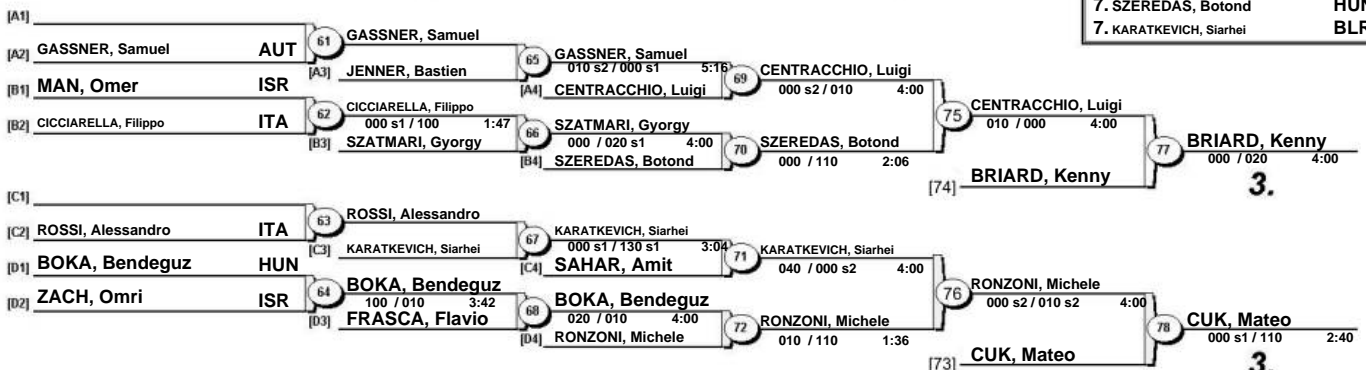 7. SZEREDAS, Botond HUN
7. KARATKEVICH, Siarhei BLR
[A1]
[A2] GASSNER, Samuel AUT
61 GASSNER, Samuel
[A3] JENNER, Bastien
65 GASSNER, Samuel
010 s2 / 000 s1 5:16
[A4] CENTRACCHIO, Luigi
69 CENTRACCHIO, Luigi
000 s2 / 010 4:00
[B1] MAN, Omer ISR
[B2] CICCIARELLA, Filippo ITA
62 CICCIARELLA, Filippo
000 s1 / 100 1:47
[B3] SZATMARI, Gyorgy
66 SZATMARI, Gyorgy
000 / 020 s1 4:00
[B4] SZEREDAS, Botond
70 SZEREDAS, Botond
000 / 110 2:06
75 CENTRACCHIO, Luigi
010 / 000 4:00
[74] BRIARD, Kenny
77 BRIARD, Kenny
000 / 020 4:00
3.
[C1]
[C2] ROSSI, Alessandro ITA
63 ROSSI, Alessandro
[C3] KARATKEVICH, Siarhei
67 KARATKEVICH, Siarhei
000 s1 / 130 s1 3:04
[C4] SAHAR, Amit
71 KARATKEVICH, Siarhei
040 / 000 s2 4:00
[D1] BOKA, Bendeguz HUN
[D2] ZACH, Omri ISR
64 BOKA, Bendeguz
100 / 010 3:42
[D3] FRASCA, Flavio
68 BOKA, Bendeguz
020 / 010 4:00
[D4] RONZONI, Michele
72 RONZONI, Michele
010 / 110 1:36
76 RONZONI, Michele
000 s2 / 010 s2 4:00
[73] CUK, Mateo
78 CUK, Mateo
000 s1 / 110 2:40
3.